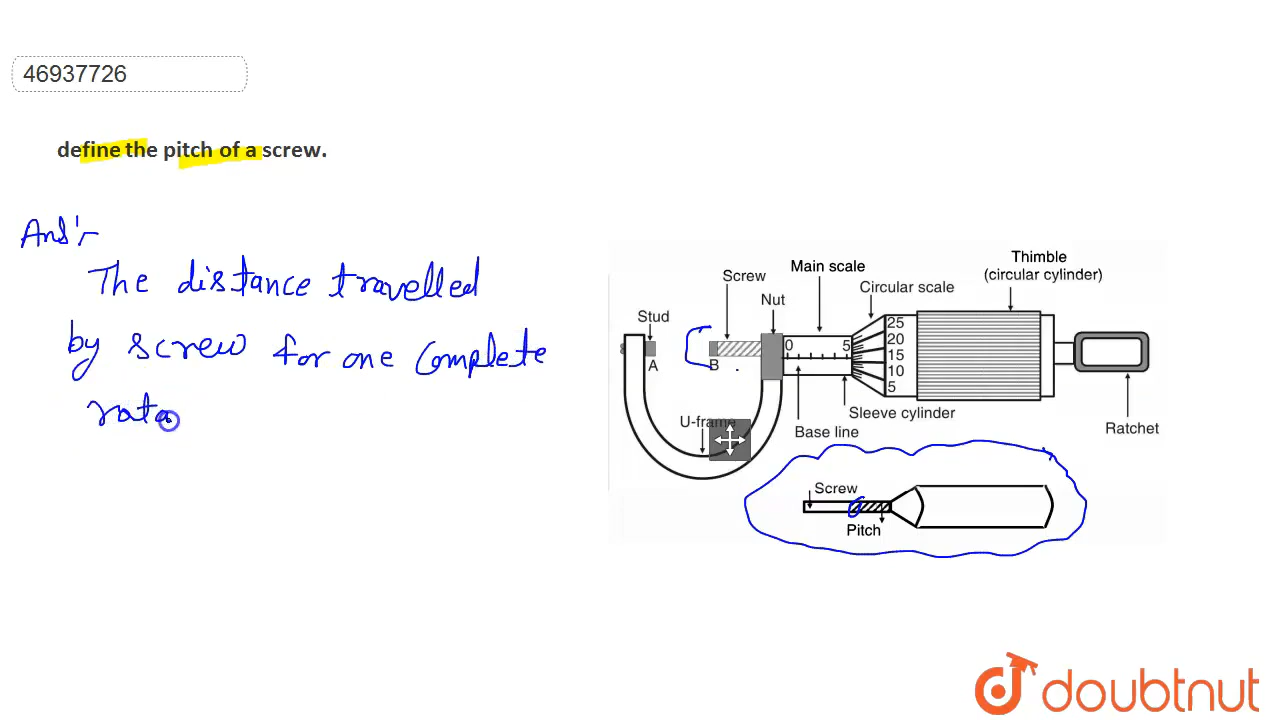 46937726
define the pitch of a screw.
Ans:-
The distance travelled
by screw for one complete
rota
Thimble
(circular cylinder)
Main scale
Screw
Circular scale
Nut
Stud
0
5
25
20
15
10
5
A
B
Sleeve cylinder
U-frame
Base line
Ratchet
Screw
Pitch
doubtnut